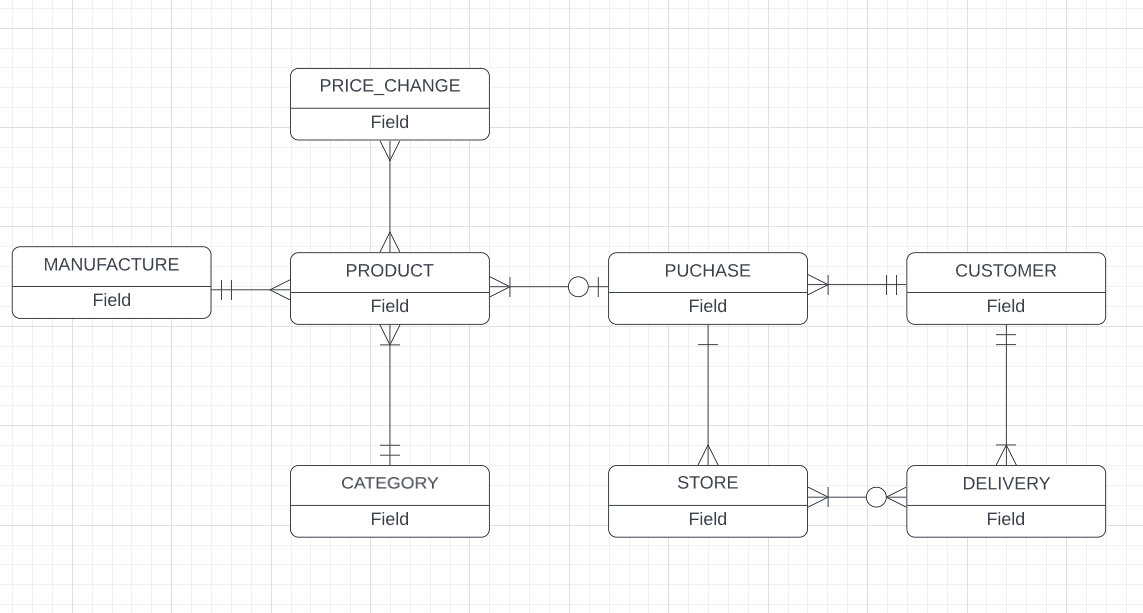 PRICE_CHANGE
Field
MANUFACTURE
Field
PRODUCT
Field
PUCHASE
Field
CUSTOMER
Field
CATEGORY
Field
STORE
Field
DELIVERY
Field